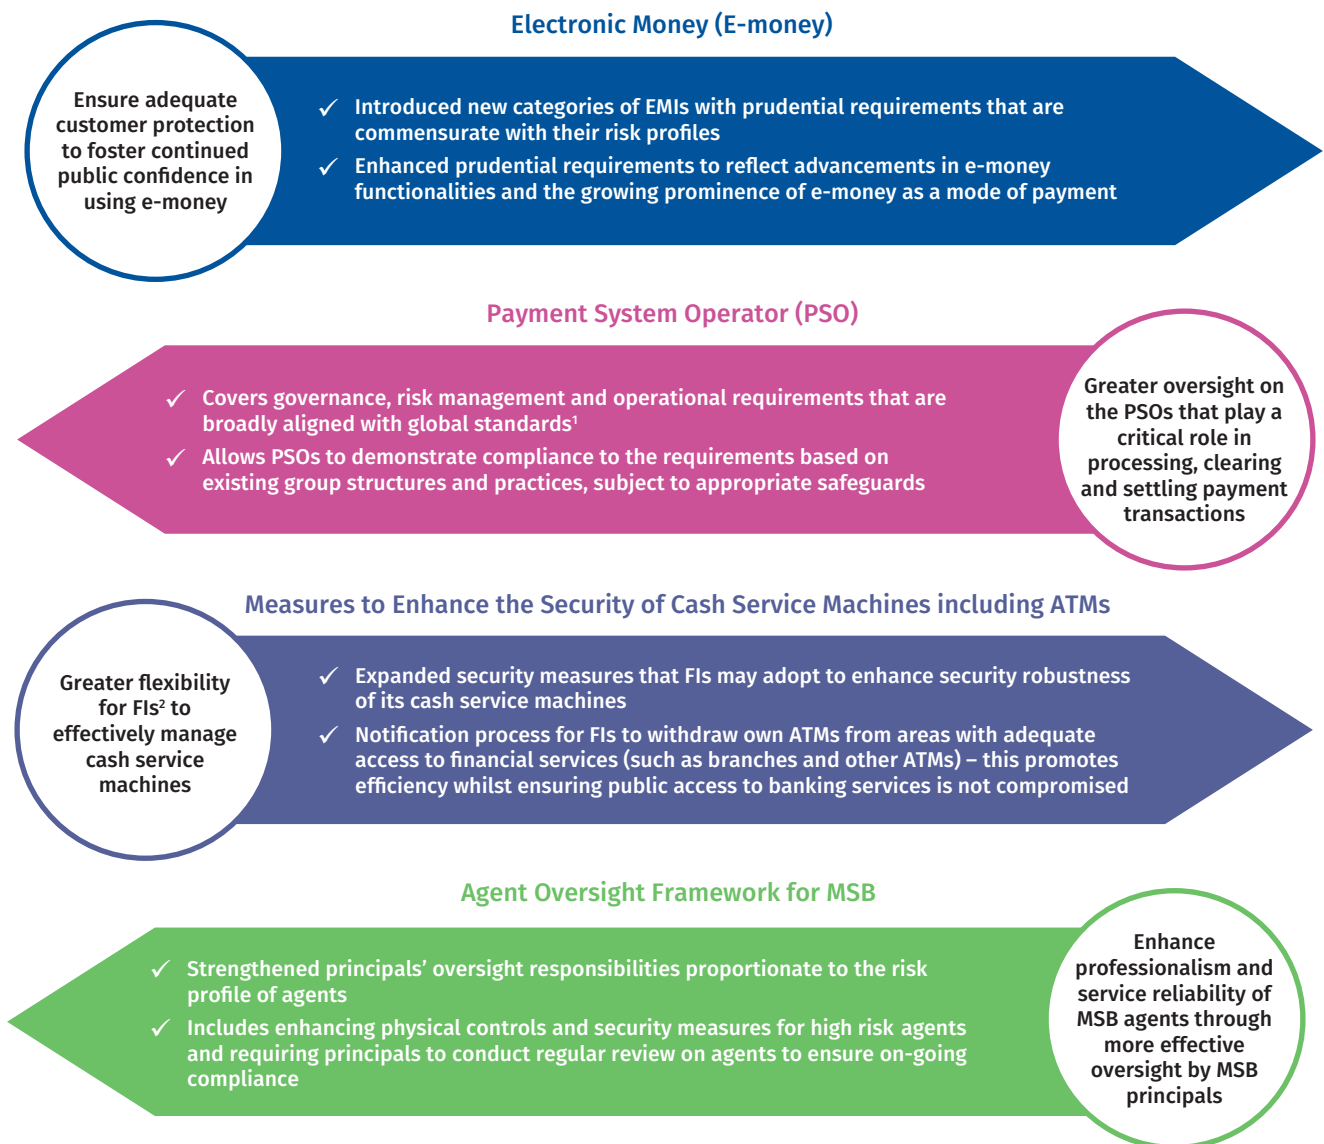 Electronic Money (E-money)
Ensure adequate
customer protection
to foster continued
public confidence in
using e-money
✓ Introduced new categories of EMIs with prudential requirements that are
commensurate with their risk profiles
✓ Enhanced prudential requirements to reflect advancements in e-money
functionalities and the growing prominence of e-money as a mode of payment
Payment System Operator (PSO)
✓ Covers governance, risk management and operational requirements that are
broadly aligned with global standards¹
✓ Allows PSOs to demonstrate compliance to the requirements based on
existing group structures and practices, subject to appropriate safeguards
Greater oversight on
the PSOs that play a
critical role in
processing, clearing
and settling payment
transactions
Measures to Enhance the Security of Cash Service Machines including ATMs
Greater flexibility
for FIs² to
effectively manage
cash service
machines
✓ Expanded security measures that FIs may adopt to enhance security robustness
of its cash service machines
✓ Notification process for FIs to withdraw own ATMs from areas with adequate
access to financial services (such as branches and other ATMs) – this promotes
efficiency whilst ensuring public access to banking services is not compromised
Agent Oversight Framework for MSB
✓ Strengthened principals’ oversight responsibilities proportionate to the risk
profile of agents
✓ Includes enhancing physical controls and security measures for high risk agents
and requiring principals to conduct regular review on agents to ensure on-going
compliance
Enhance
professionalism and
service reliability of
MSB agents through
more effective
oversight by MSB
principals